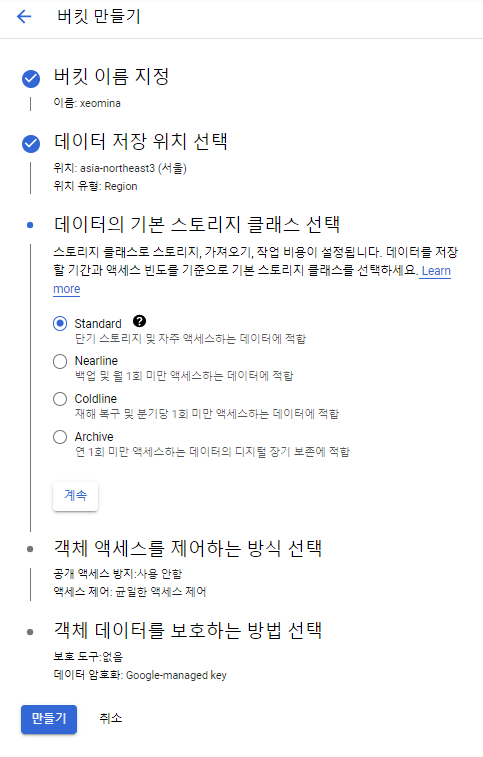 버킷 만들기
버킷 이름 지정
이름: xeomina
데이터 저장 위치 선택
위치: asia-northeast3 (서울)
위치 유형: Region
데이터의 기본 스토리지 클래스 선택
스토리지 클래스로 스토리지, 가져오기, 작업 비용이 설정됩니다. 데이터를 저장
할 기간과 액세스 빈도를 기준으로 기본 스토리지 클래스를 선택하세요. Learn
more
Standard ?
단기 스토리지 및 자주 액세스하는 데이터에 적합
Nearline
백업 및 월 1회 미만 액세스하는 데이터에 적합
Coldline
재해 복구 및 분기당 1회 미만 액세스하는 데이터에 적합
Archive
연 1회 미만 액세스하는 데이터의 디지털 장기 보존에 적합
계속
객체 액세스를 제어하는 방식 선택
공개 액세스 방지:사용 안함
액세스 제어: 균일한 액세스 제어
객체 데이터를 보호하는 방법 선택
보호 도구:없음
데이터 암호화: Google-managed key
만들기 취소